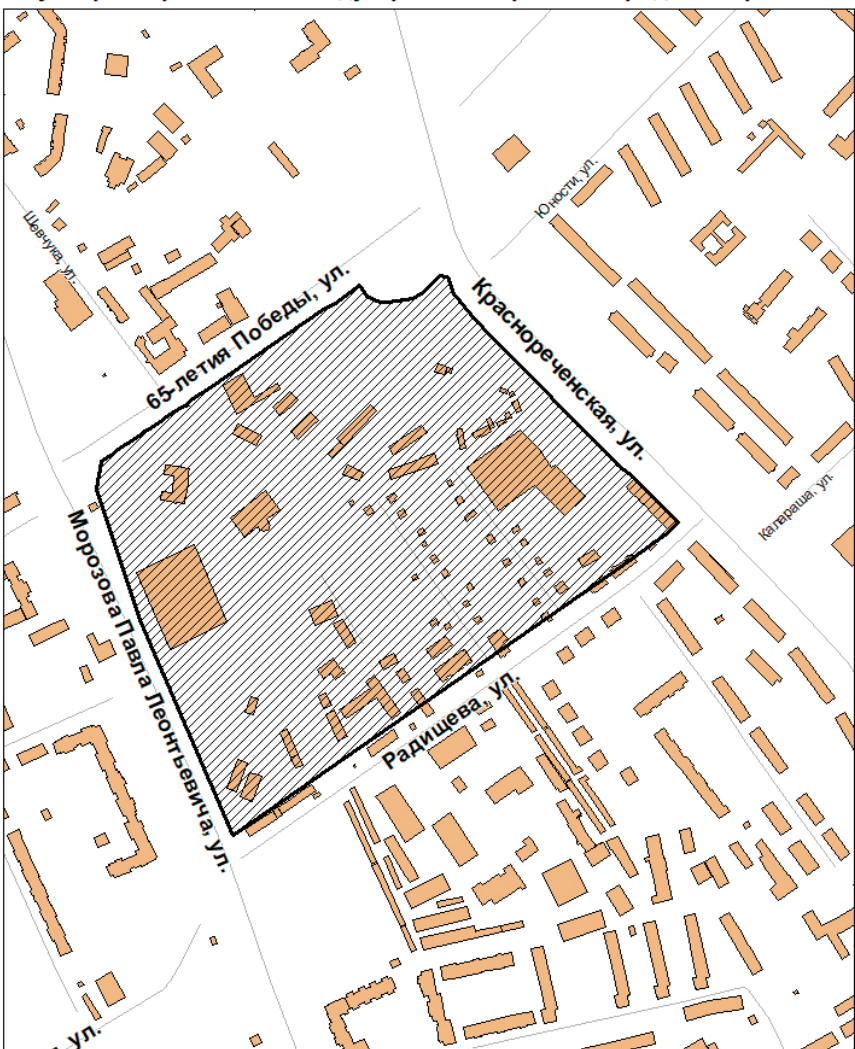 Юности, ул.
Шевчука, ул.
65-летия Победы, ул.
Краснореченская, ул.
Калараша, ул.
Морозова Павла Леонтьевича, ул.
Радищева, ул.
ул.